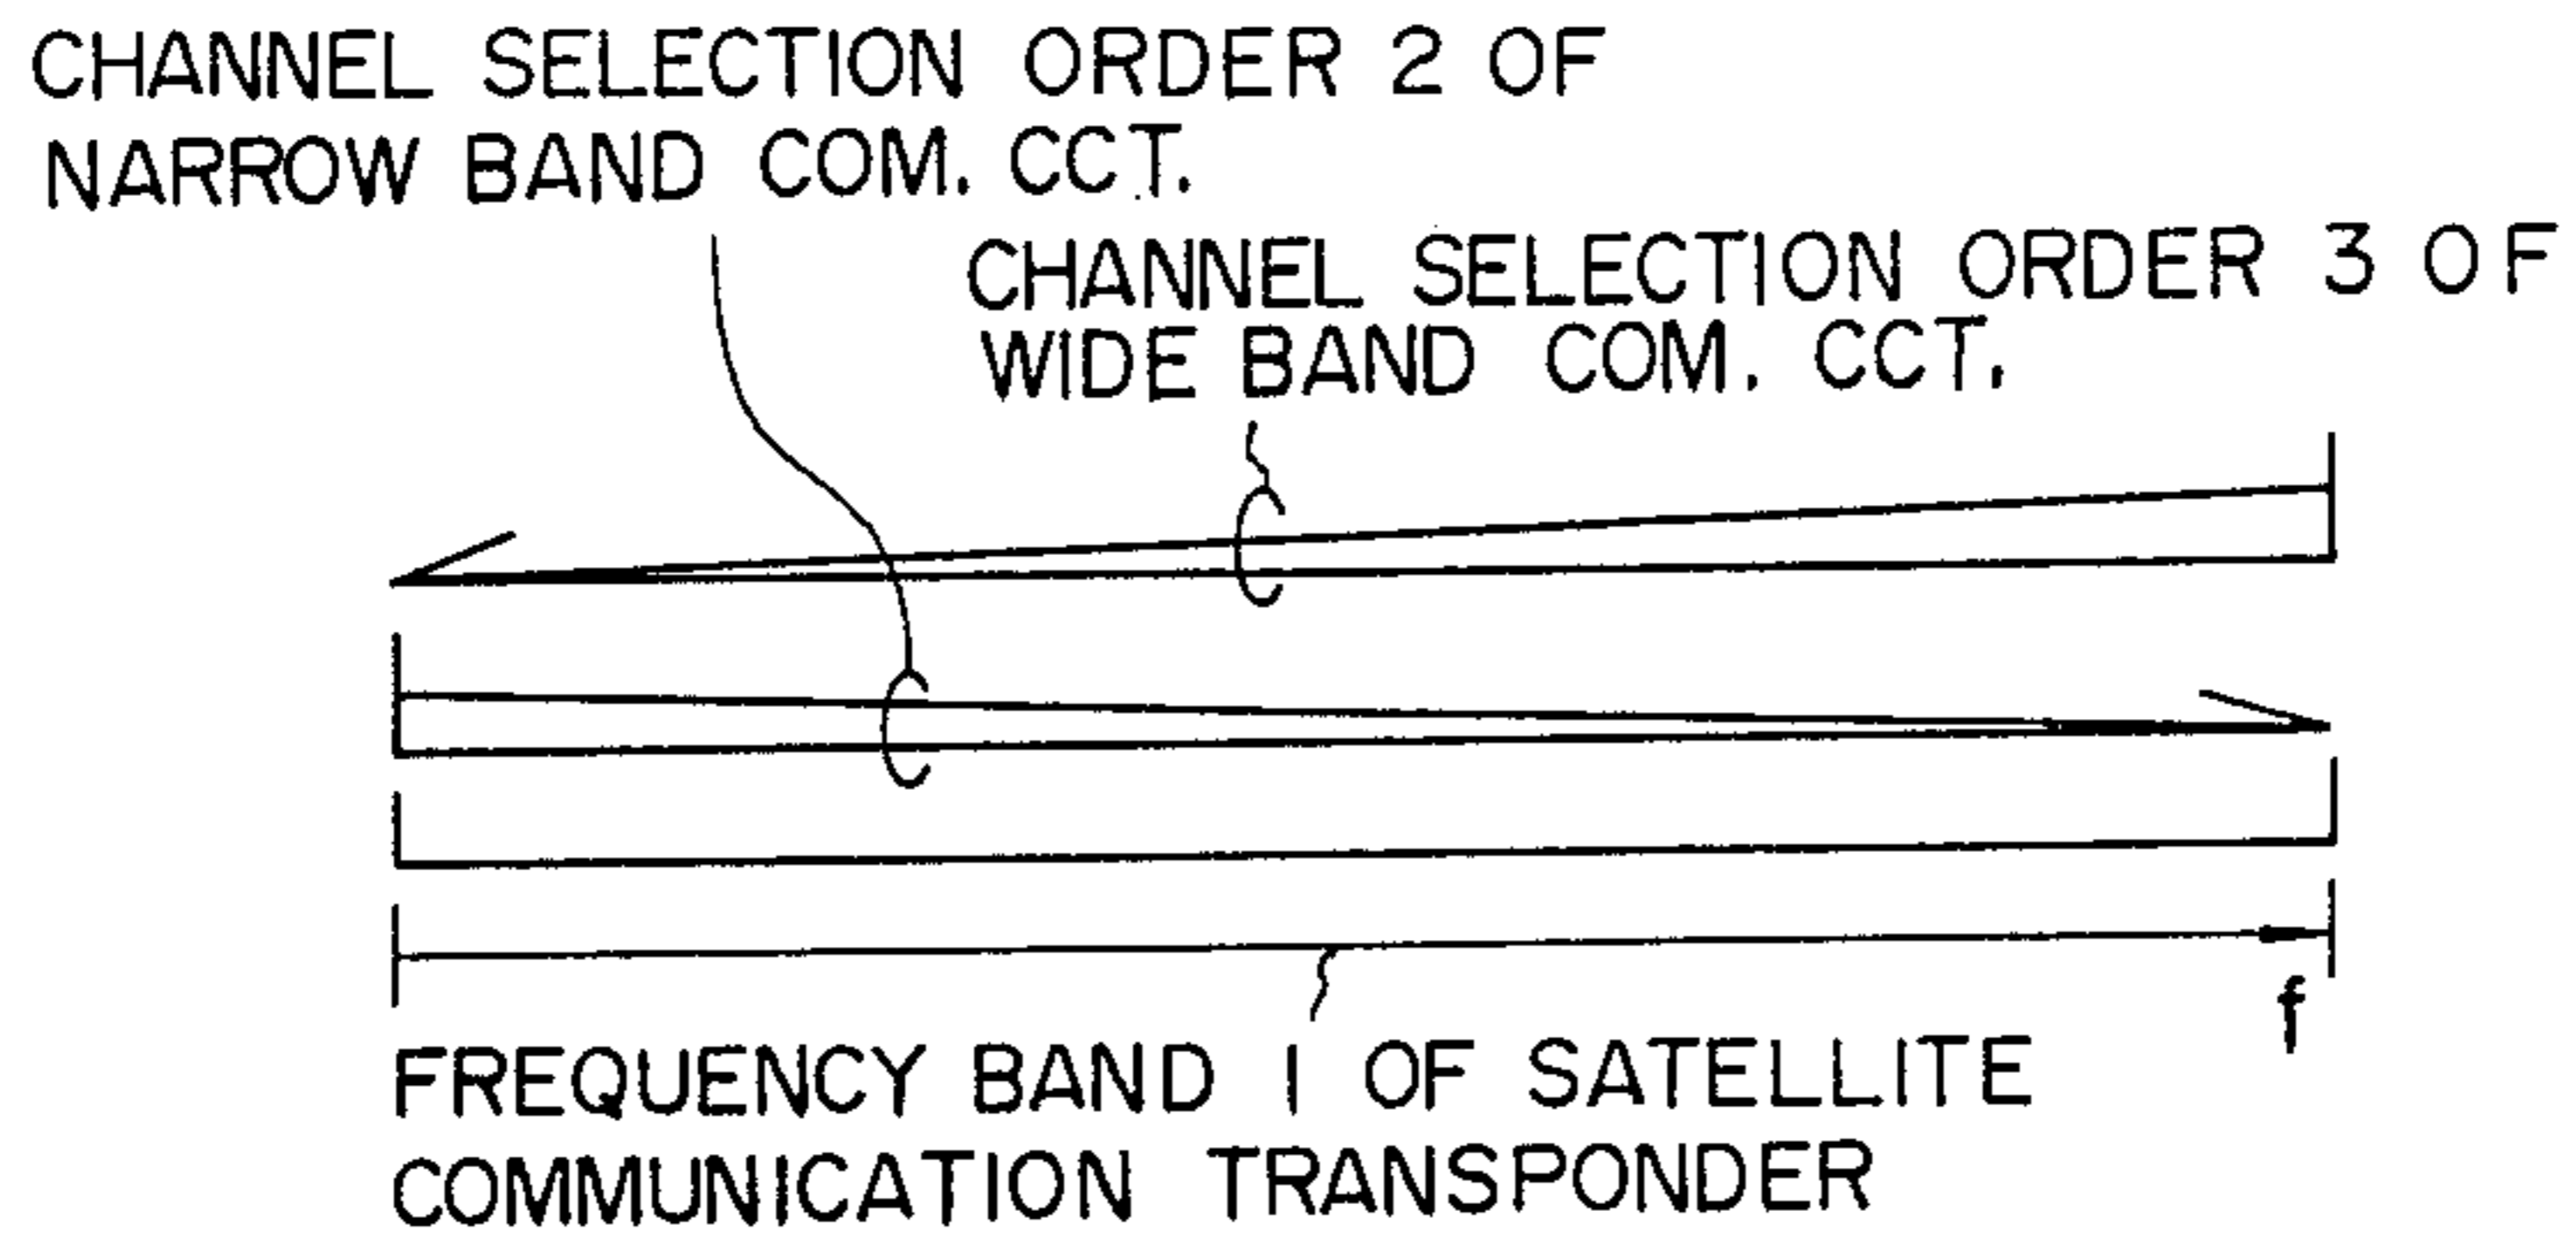 CHANNEL SELECTION ORDER 2 OF
NARROW BAND COM. CCT.
CHANNEL SELECTION ORDER 3 OF
WIDE BAND COM. CCT.
f
FREQUENCY BAND 1 OF SATELLITE
COMMUNICATION TRANSPONDER